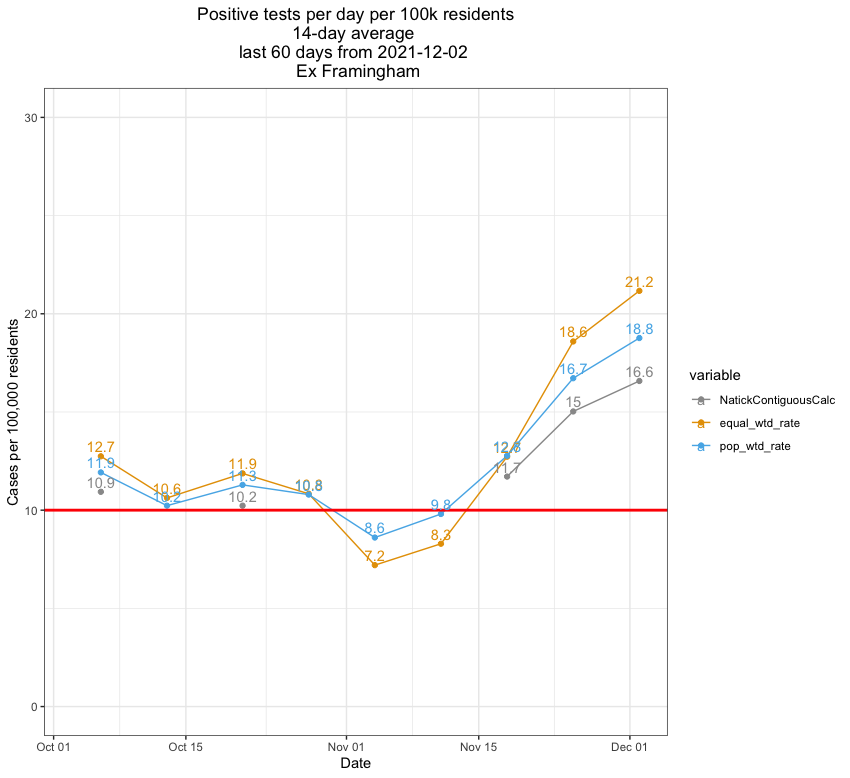 Positive tests per day per 100k residents
14-day average
last 60 days from 2021-12-02
Ex Framingham
Cases per 100,000 residents
30
20
10
0
21.2
18.8
18.6
16.7
16.6
15
12.7
11.9
10.9
10.6
10.2
11.9
11.3
10.2
10.8
8.6
7.2
9.8
8.3
11.7
Oct 01
Oct 15
Nov 01
Nov 15
Dec 01
Date
variable
NatickContiguousCalc
equal_wtd_rate
pop_wtd_rate